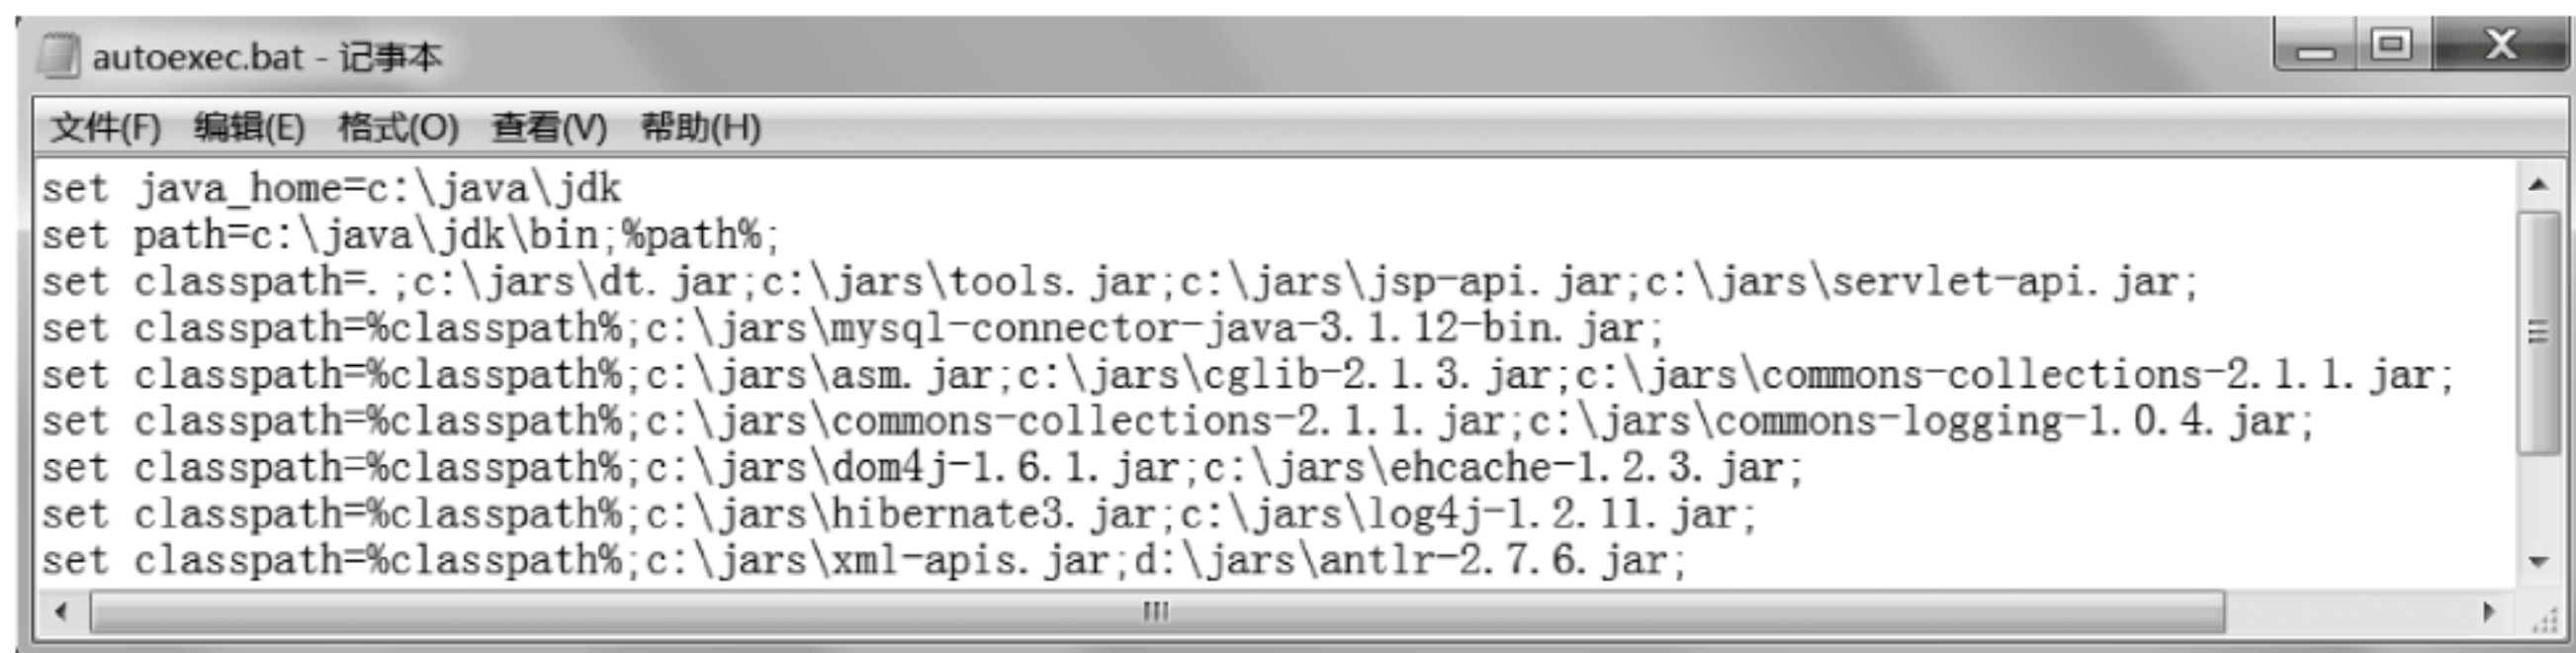 autoexec.bat - 记事本
文件(F) 编辑(E) 格式(O) 查看(V) 帮助(H)
set java_home=c:\java\jdk
set path=c:\java\jdk\bin;%path%;
set classpath=.;c:\jars\dt.jar;c:\jars\tools.jar;c:\jars\jsp-api.jar;c:\jars\servlet-api.jar;
set classpath=%classpath%;c:\jars\mysql-connector-java-3.1.12-bin.jar;
set classpath=%classpath%;c:\jars\asm.jar;c:\jars\cglib-2.1.3.jar;c:\jars\commons-collections-2.1.1.jar;
set classpath=%classpath%;c:\jars\commons-collections-2.1.1.jar;c:\jars\commons-logging-1.0.4.jar;
set classpath=%classpath%;c:\jars\dom4j-1.6.1.jar;c:\jars\ehcache-1.2.3.jar;
set classpath=%classpath%;c:\jars\hibernate3.jar;c:\jars\log4j-1.2.11.jar;
set classpath=%classpath%;c:\jars\xml-apis.jar;d:\jars\antlr-2.7.6.jar;